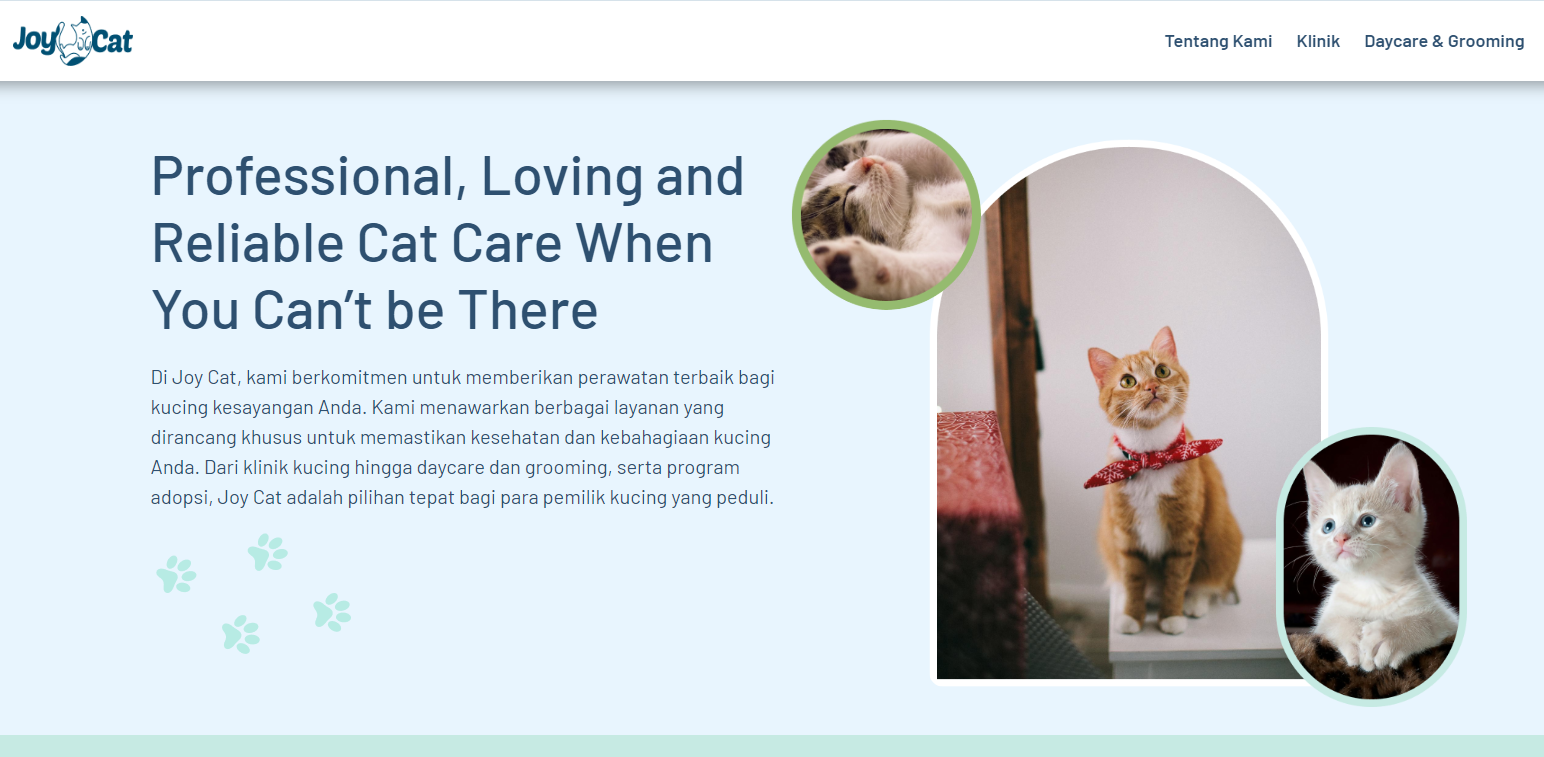 Joy Cat
Tentang Kami
Klinik
Daycare & Grooming
Professional, Loving and
Reliable Cat Care When
You Can’t be There
Di Joy Cat, kami berkomitmen untuk memberikan perawatan terbaik bagi
kucing kesayangan Anda. Kami menawarkan berbagai layanan yang
dirancang khusus untuk memastikan kesehatan dan kebahagiaan kucing
Anda. Dari klinik kucing hingga daycare dan grooming, serta program
adopsi, Joy Cat adalah pilihan tepat bagi para pemilik kucing yang peduli.